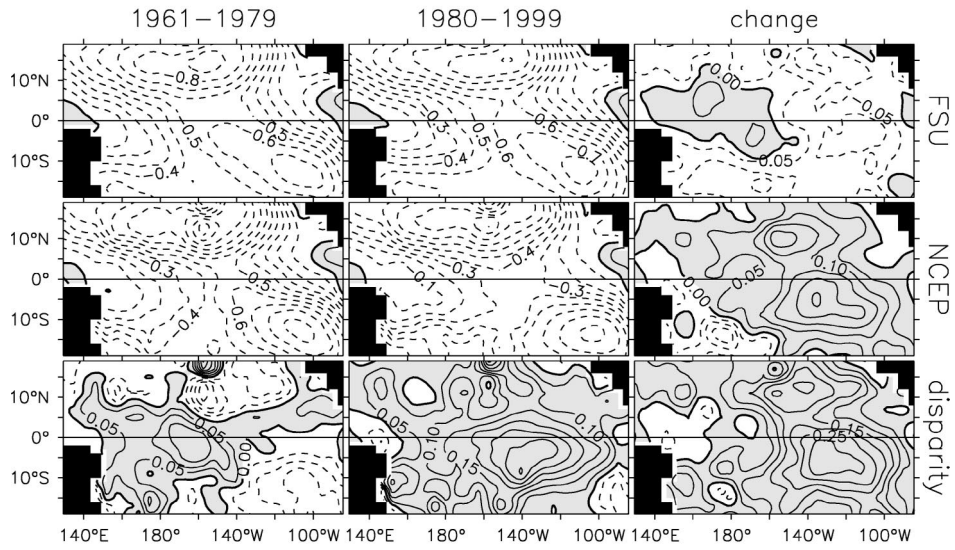 1961−1979 1980−1999 change
10°N 0° 10°S −0.8 −0.5 −0.5 −0.6 −0.4
−0.3 −0.5 −0.6 −0.6 −0.4 −0.7
0.00 −0.05 −0.05
FSU
10°N 0° 10°S −0.3 −0.5 −0.4 −0.6
−0.4 −0.3 −0.1 −0.3
0.10 0.05 0.00
NCEP
10°N 0° 10°S 0.05 0.05 0.05 0.00
0.10 0.10 0.15
0.15 0.25
disparity
140°E 180° 140°W 100°W 140°E 180° 140°W 100°W 140°E 180° 140°W 100°W